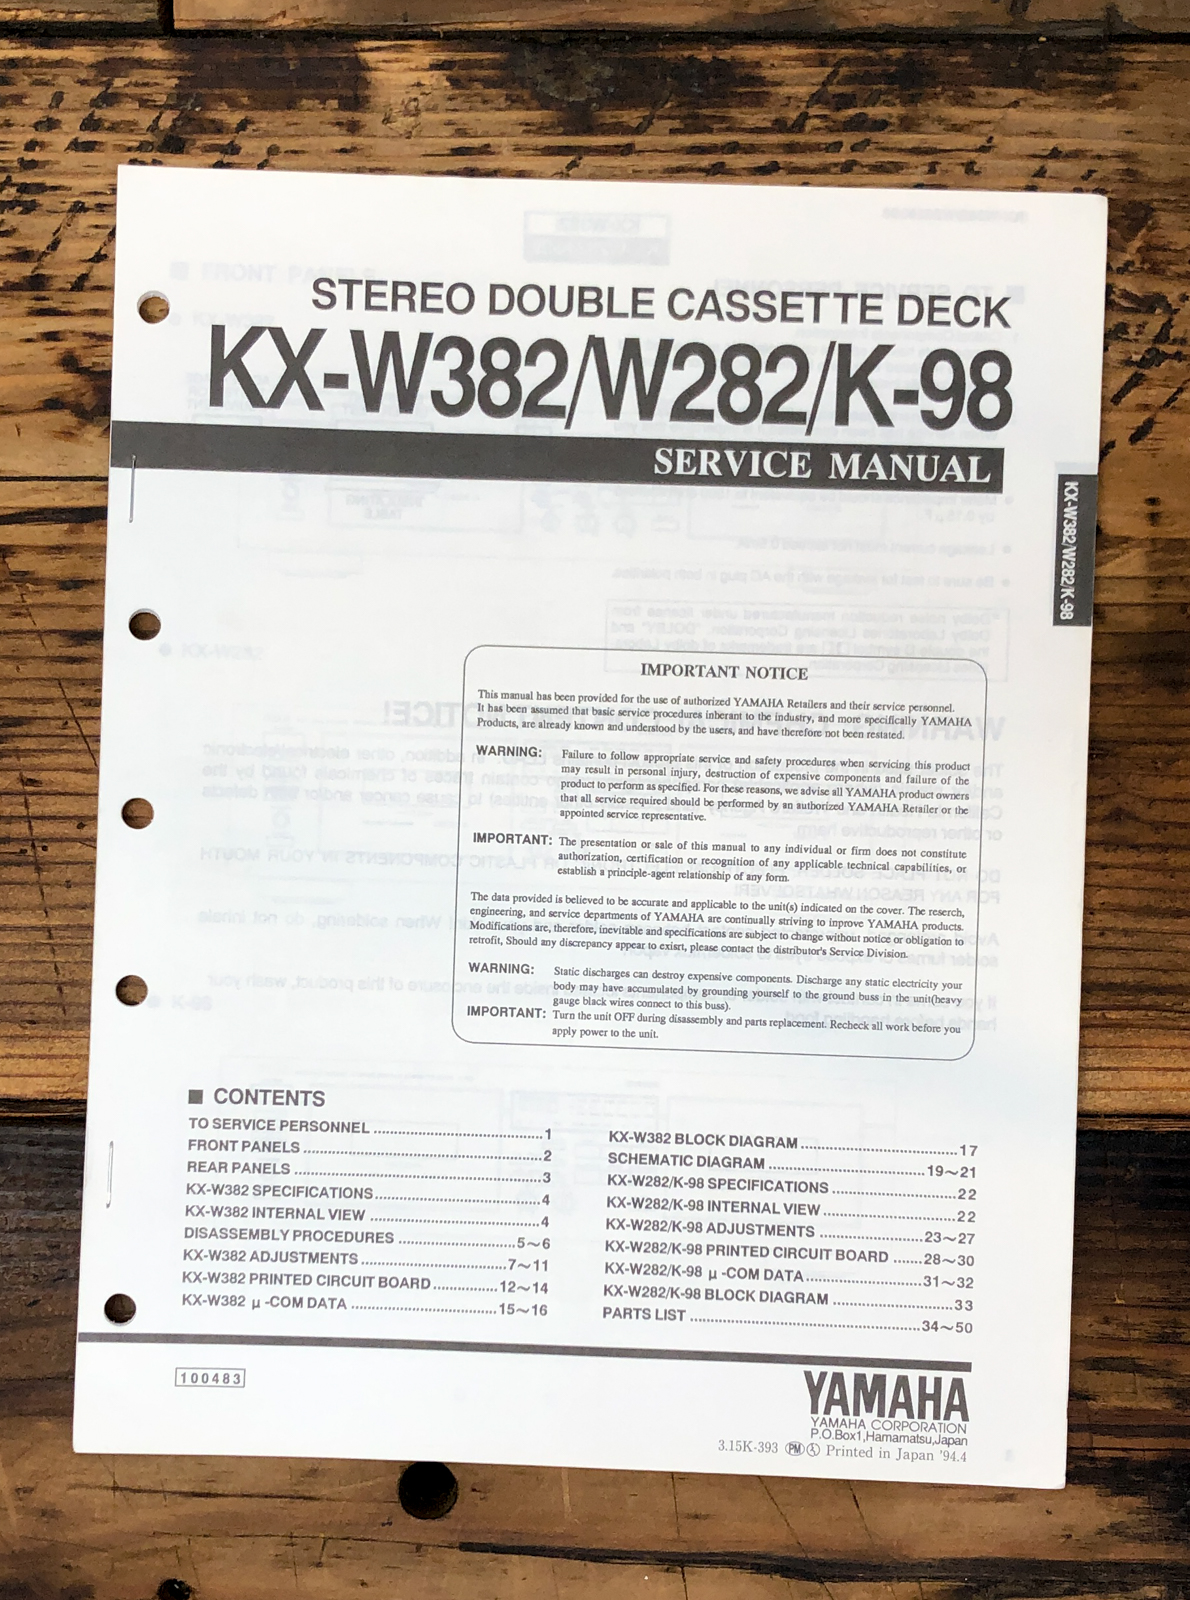 STEREO DOUBLE CASSETTE DECK
KX-W382/W282/K-98
SERVICE MANUAL
KX-W382/W282/K-98
IMPORTANT NOTICE
This manual has been provided for the use of authorized YAMAHA Retailers and their service personnel.
It has been assumed that basic service procedures inherant to the industry, and more specifically YAMAHA
Products, are already known and understood by the users, and have therefore not been restated.
WARNING: Failure to follow appropriate service and safety procedures when servicing this product
may result in personal injury, destruction of expensive components and failure of the
product to perform as specified. For these reasons, we advise all YAMAHA product owners
that all service required should be performed by an authorized YAMAHA Retailer or the
appointed service representative.
IMPORTANT: The presentation or sale of this manual to any individual or firm does not constitute
authorization, certification or recognition of any applicable technical capabilities, or
establish a principle-agent relationship of any form.
The data provided is believed to be accurate and applicable to the unit(s) indicated on the cover. The reserch,
engineering, and service departments of YAMAHA are continually striving to inprove YAMAHA products.
Modifications are, therefore, inevitable and specifications are subject to change without notice or obligation to
retrofit, Should any discrepancy appear to exisrt, please contact the distributor's Service Division.
WARNING: Static discharges can destroy expensive components. Discharge any static electricity your
body may have accumulated by grounding yourself to the ground buss in the unit(heavy
gauge black wires connect to this buss).
IMPORTANT: Turn the unit OFF during disassembly and parts replacement. Recheck all work before you
apply power to the unit.
■ CONTENTS
TO SERVICE PERSONNEL ........ 1
FRONT PANELS ........ 2
REAR PANELS ........ 3
KX-W382 SPECIFICATIONS ........ 4
KX-W382 INTERNAL VIEW ........ 4
DISASSEMBLY PROCEDURES ........ 5~6
KX-W382 ADJUSTMENTS ........ 7~11
KX-W382 PRINTED CIRCUIT BOARD ........ 12~14
KX-W382 μ-COM DATA ........ 15~16
KX-W382 BLOCK DIAGRAM ........ 17
SCHEMATIC DIAGRAM ........ 19~21
KX-W282/K-98 SPECIFICATIONS ........ 22
KX-W282/K-98 INTERNAL VIEW ........ 22
KX-W282/K-98 ADJUSTMENTS ........ 23~27
KX-W282/K-98 PRINTED CIRCUIT BOARD ........ 28~30
KX-W282/K-98 μ-COM DATA ........ 31~32
KX-W282/K-98 BLOCK DIAGRAM ........ 33
PARTS LIST ........ 34~50
100483
YAMAHA
YAMAHA CORPORATION
P.O.Box1,Hamamatsu,Japan
3.15K-393 PM Printed in Japan '94.4